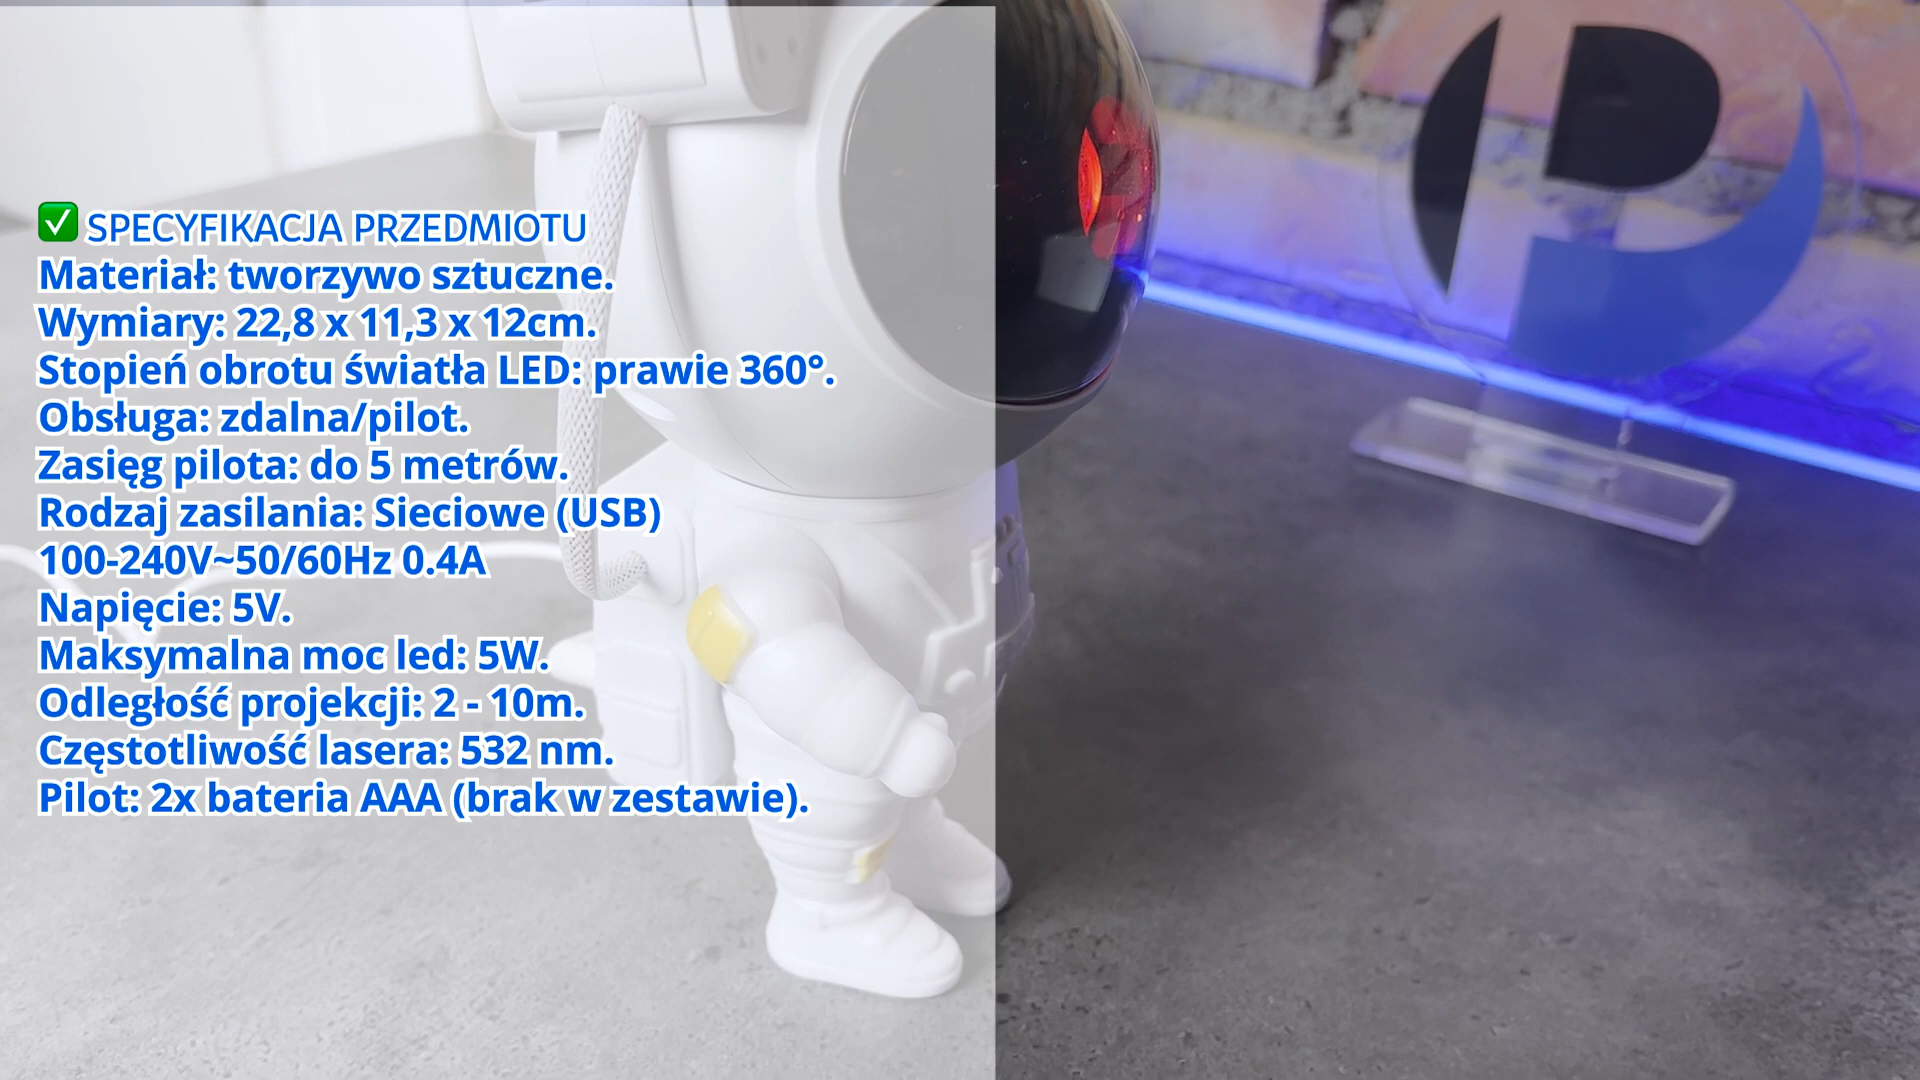 ✅ SPECYFIKACJA PRZEDMIOTU
Materiał: tworzywo sztuczne.
Wymiary: 22,8 x 11,3 x 12cm.
Stopień obrotu światła LED: prawie 360°.
Obsługa: zdalna/pilot.
Zasięg pilota: do 5 metrów.
Rodzaj zasilania: Sieciowe (USB)
100-240V~50/60Hz 0.4A
Napięcie: 5V.
Maksymalna moc led: 5W.
Odległość projekcji: 2 - 10m.
Częstotliwość lasera: 532 nm.
Pilot: 2x bateria AAA (brak w zestawie).